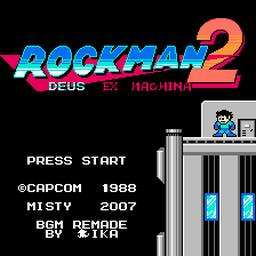 ROCKMAN 2
DEUS EX MACHINA
PRESS START
©CAPCOM 1988
MISTY 2007
BGM REMADE
BY IKA